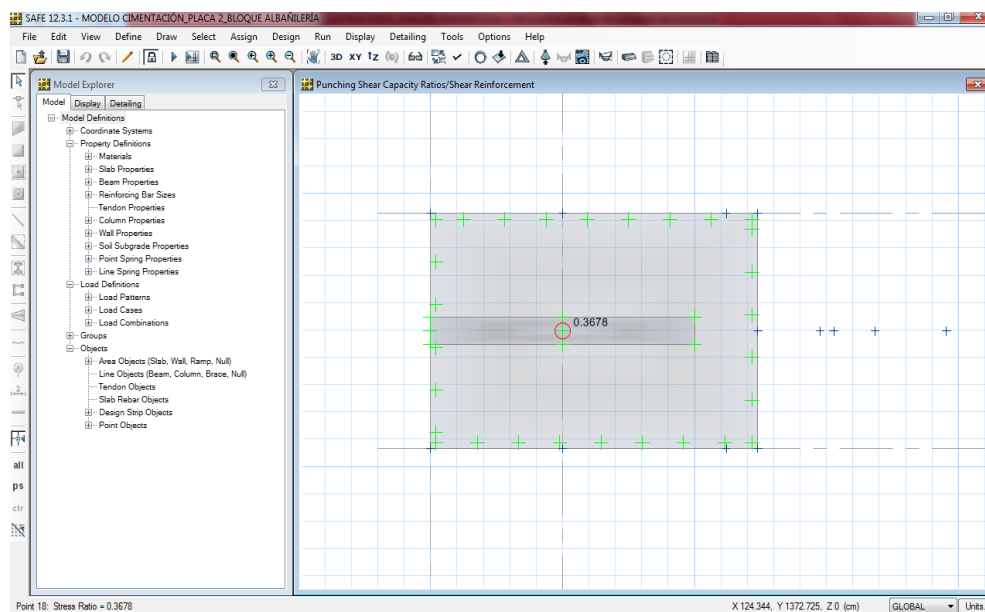 SAFE 12.3.1 - MODELO CIMENTACIÓN_PLACA 2_BLOQUE ALBAÑILERÍA
File Edit View Define Draw Select Assign Design Run Display Detailing Tools Options Help
3D XY
Model Explorer
Model Display Detailing
Model Definitions
Coordinate Systems
Property Definitions
Materials
Slab Properties
Beam Properties
Reinforcing Bar Sizes
Tendon Properties
Column Properties
Wall Properties
Soil Subgrade Properties
Point Spring Properties
Line Spring Properties
Load Definitions
Load Patterns
Load Cases
Load Combinations
Groups
Objects
Area Objects (Slab, Wall, Ramp, Null)
Line Objects (Beam, Column, Brace, Null)
Tendon Objects
Slab Rebar Objects
Design Strip Objects
Point Objects
all
ps
clr
Punching Shear Capacity Ratios/Shear Reinforcement
0.3678
Point 18: Stress Ratio = 0.3678
X 124.344, Y 1372.725, Z 0 (cm)
GLOBAL
Units